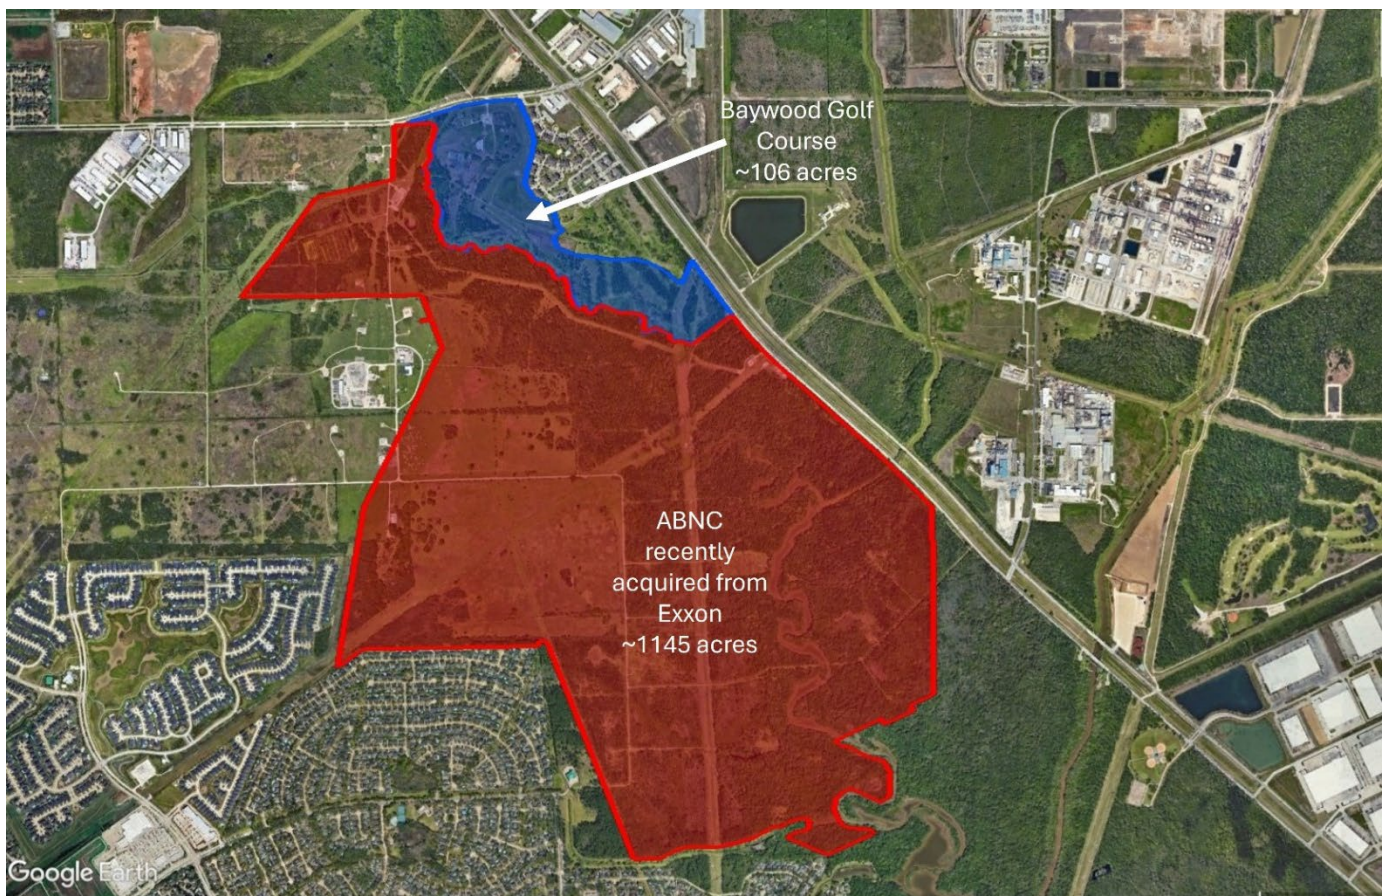 Baywood Golf
Course
~106 acres
ABNC
recently
acquired from
Exxon
~1145 acres
Google Earth